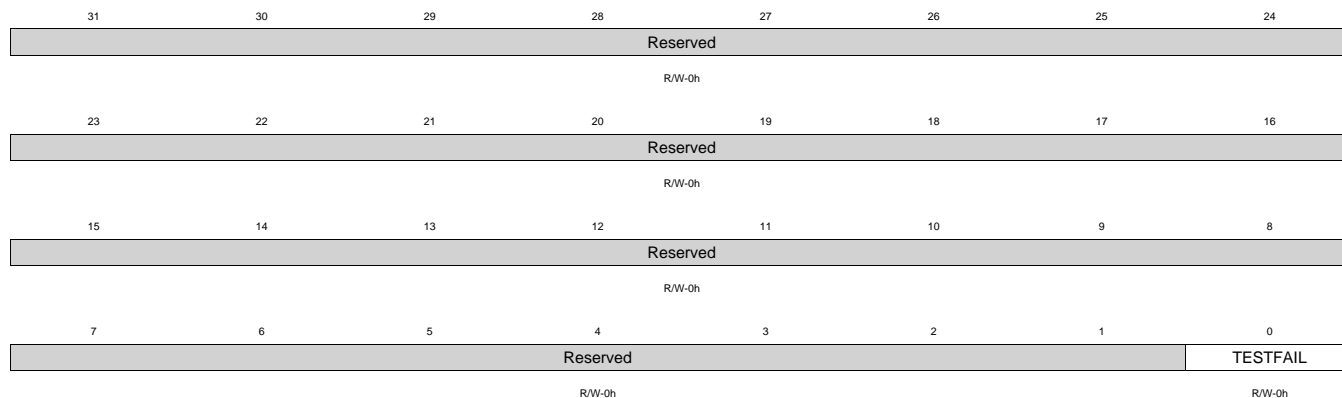 31 30 29 28 27 26 25 24
Reserved
R/W-0h
23 22 21 20 19 18 17 16
Reserved
R/W-0h
15 14 13 12 11 10 9 8
Reserved
R/W-0h
7 6 5 4 3 2 1 0
Reserved TESTFAIL
R/W-0h R/W-0h